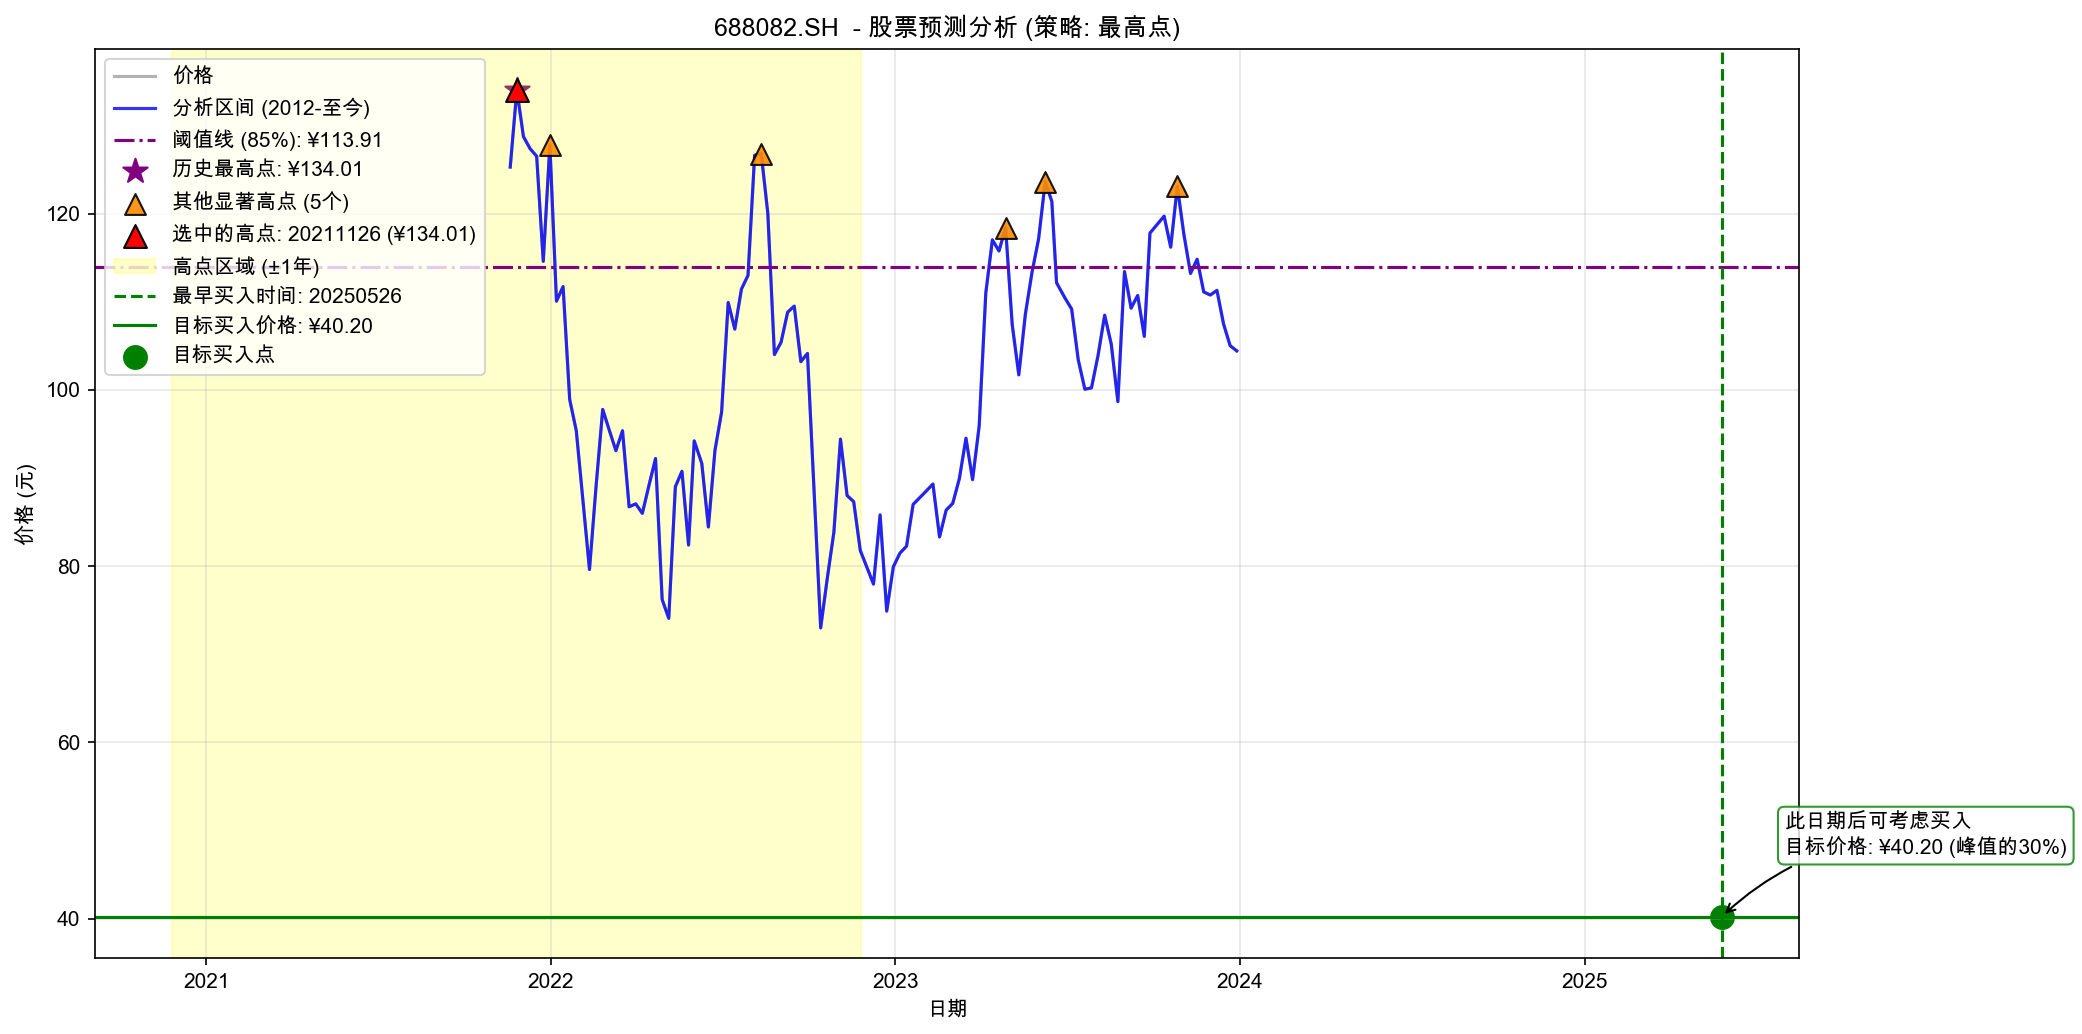 688082.SH  - 股票预测分析 (策略: 最高点)
价格
分析区间 (2012-至今)
阈值线 (85%): ¥113.91
历史最高点: ¥134.01
其他显著高点 (5个)
选中的高点: 20211126 (¥134.01)
高点区域 (±1年)
最早买入时间: 20250526
目标买入价格: ¥40.20
目标买入点
价格 (元)
120
100
80
60
40
此日期后可考虑买入
目标价格: ¥40.20 (峰值的30%)
2021
2022
2023
2024
2025
日期